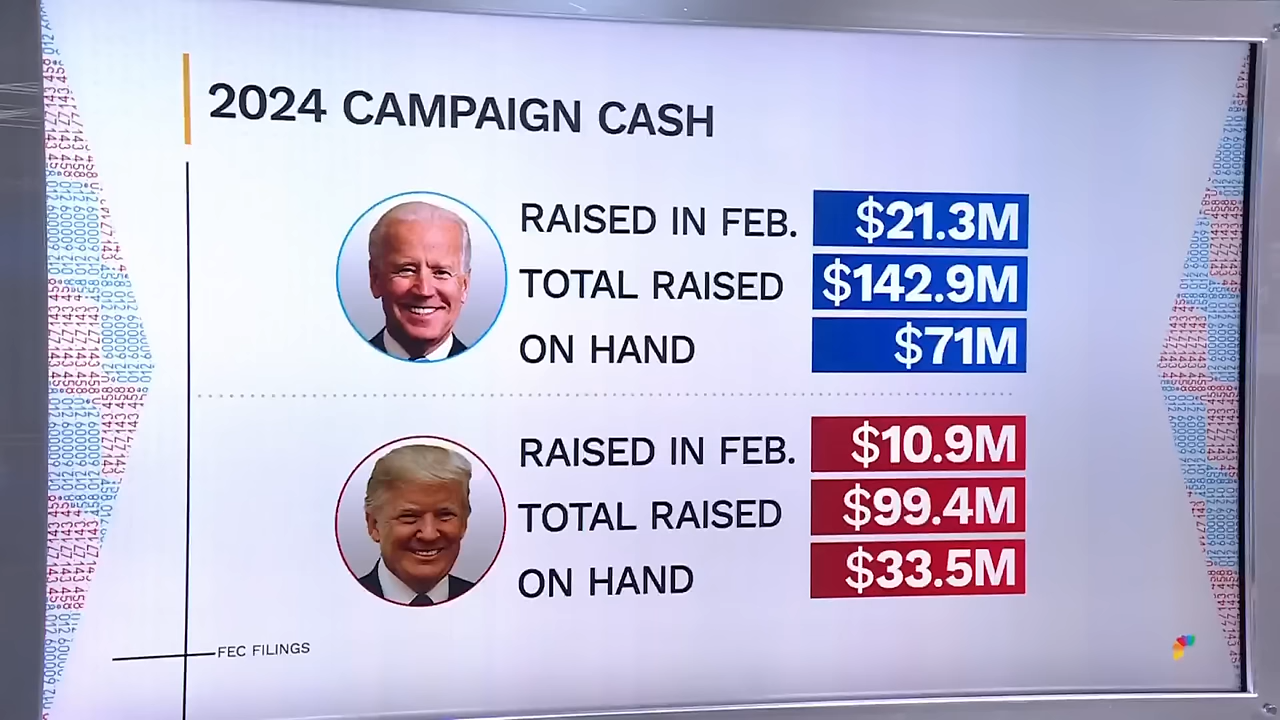 2024 CAMPAIGN CASH
RAISED IN FEB. $21.3M
TOTAL RAISED $142.9M
ON HAND $71M
RAISED IN FEB. $10.9M
TOTAL RAISED $99.4M
ON HAND $33.5M
FEC FILINGS